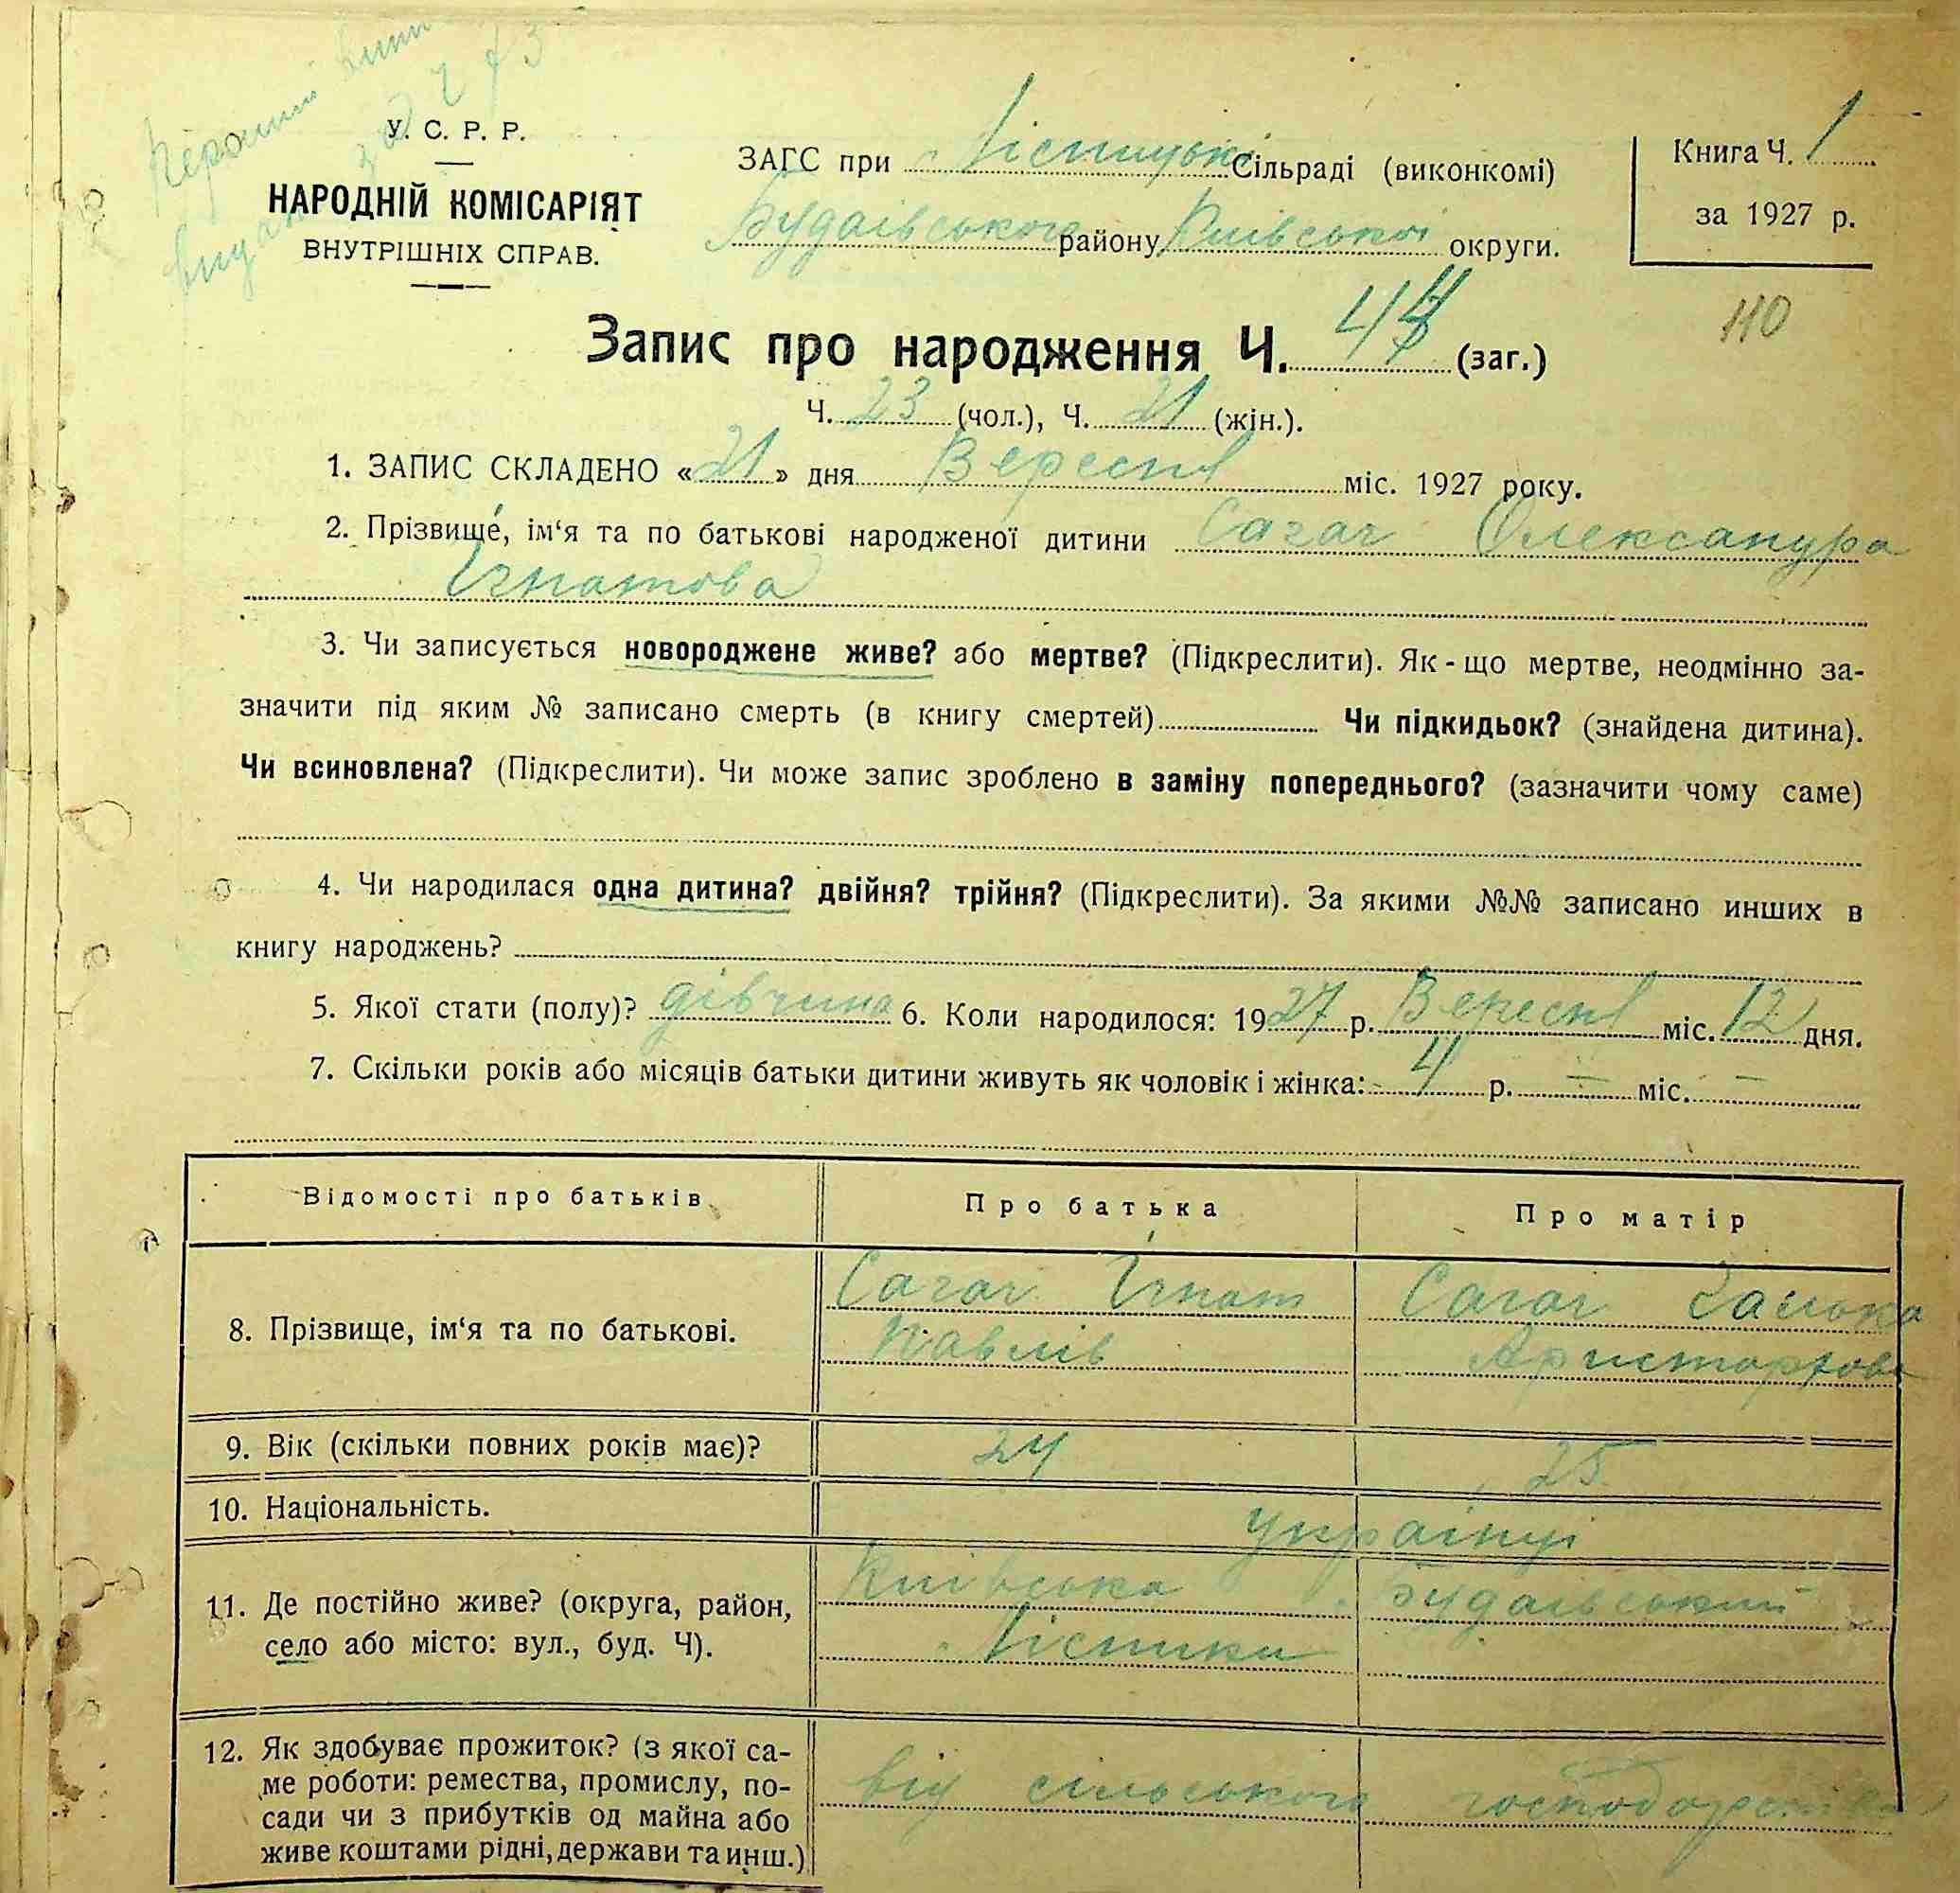 У. С. Р. Р.
НАРОДНІЙ КОМІСАРІЯТ
ВНУТРІШНІХ СПРАВ.
ЗАГС при Лісницькій Сільраді (виконкомі)
Будаівського району Київської округи.
Книга Ч. 1
за 1927 р.
110
Запис про народження Ч. 44 (заг.)
Ч. 23 (чол.), Ч. 21 (жін.).
1. ЗАПИС СКЛАДЕНО «21» дня Вересня міс. 1927 року.
2. Прізвище, ім‘я та по батькові народженої дитини Сагач Олександра
Ігнатова
3. Чи записується новороджене живе? або мертве? (Підкреслити). Як-що мертве, неодмінно за-
значити під яким № записано смерть (в книгу смертей) Чи підкидьок? (знайдена дитина).
Чи всиновлена? (Підкреслити). Чи може запис зроблено в заміну попереднього? (зазначити чому саме)
4. Чи народилася одна дитина? двійня? трійня? (Підкреслити). За якими №№ записано инших в
книгу народжень?
5. Якої стати (полу)? дівчина 6. Коли народилося: 1927 р. Вересня міс. 12 дня.
7. Скільки років або місяців батьки дитини живуть як чоловік і жінка: 4 р. — міс. —
Відомості про батьків. Про батька Про матір
8. Прізвище, ім‘я та по батькові. Сагач Ігнат Сагач
Павлів Аристархова
9. Вік (скільки повних років має)? 24 25
10. Національність. українці
11. Де постійно живе? (округа, район, Київська Будаівський
село або місто: вул., буд. Ч). Лісники
12. Як здобуває прожиток? (з якої са-
ме роботи: ремества, промислу, по- від сільського господарства
сади чи з прибутків од майна або
живе коштами рідні, держави та инш.)